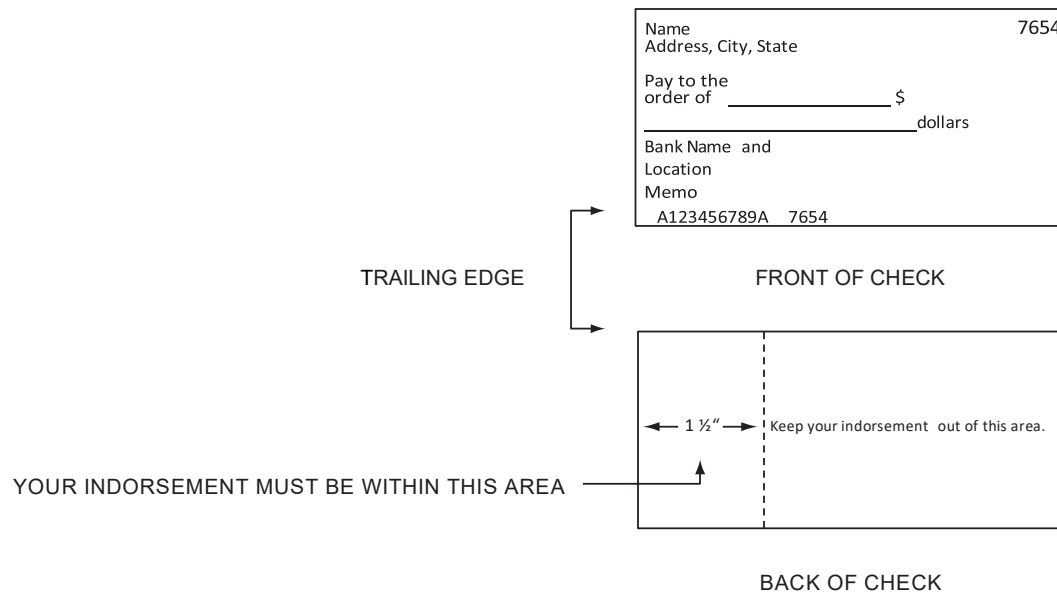 Name 7654
Address, City, State
Pay to the
order of $
dollars
Bank Name and
Location
Memo
A123456789A 7654
TRAILING EDGE FRONT OF CHECK
1 ½“ Keep your indorsement out of this area.
YOUR INDORSEMENT MUST BE WITHIN THIS AREA
BACK OF CHECK